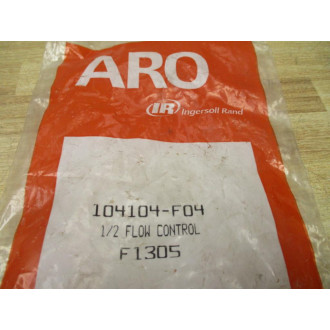 ARO
IR Ingersoll Rand
104104-F04
1/2 FLOW CONTROL
F1305